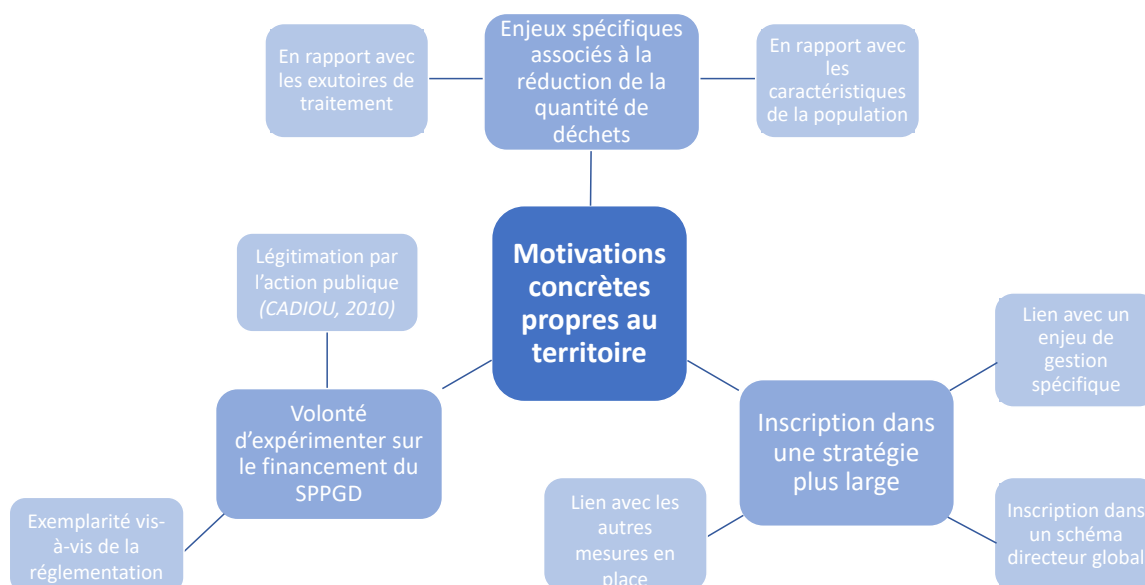 Enjeux spécifiques
associés à la
réduction de la
quantité de
déchets
En rapport avec
les exutoires de
traitement
En rapport avec
les
caractéristiques
de la population
Motivations
concrètes
propres au
territoire
Légitimation par
l'action publique
(CADIOU, 2010)
Volonté
d'expérimenter sur
le financement du
SPPGD
Exemplarité vis-
à-vis de la
réglementation
Lien avec un
enjeu de
gestion
spécifique
Inscription dans
une stratégie
plus large
Lien avec les
autres
mesures en
place
Inscription dans
un schéma
directeur global